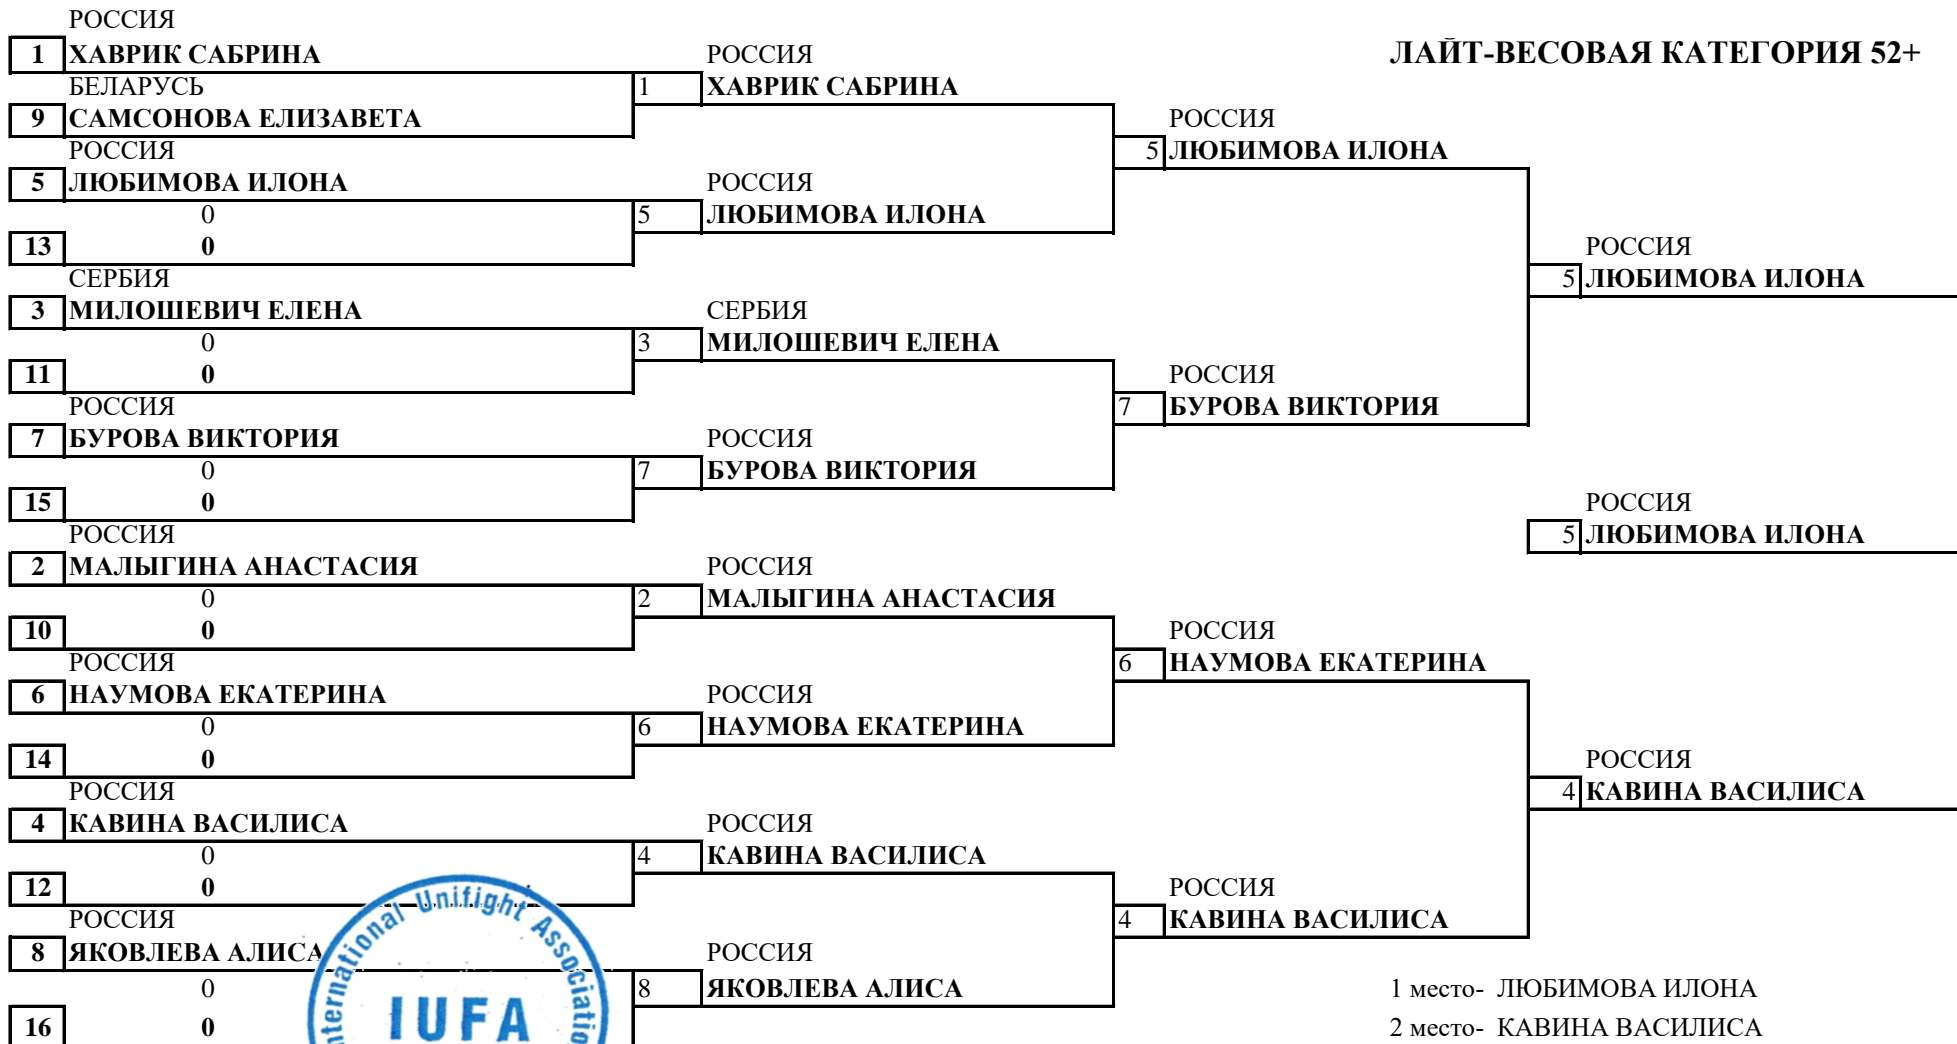 РОССИЯ
1 ХАВРИК САБРИНА
РОССИЯ
ЛАЙТ-ВЕСОВАЯ КАТЕГОРИЯ 52+
БЕЛАРУСЬ
1 ХАВРИК САБРИНА
9 САМСОНОВА ЕЛИЗАВЕТА
РОССИЯ
РОССИЯ
5 ЛЮБИМОВА ИЛОНА
5 ЛЮБИМОВА ИЛОНА
РОССИЯ
0
5 ЛЮБИМОВА ИЛОНА
13 0
РОССИЯ
СЕРБИЯ
5 ЛЮБИМОВА ИЛОНА
3 МИЛОШЕВИЧ ЕЛЕНА
СЕРБИЯ
0
3 МИЛОШЕВИЧ ЕЛЕНА
11 0
РОССИЯ
РОССИЯ
7 БУРОВА ВИКТОРИЯ
7 БУРОВА ВИКТОРИЯ
РОССИЯ
0
7 БУРОВА ВИКТОРИЯ
15 0
РОССИЯ
РОССИЯ
5 ЛЮБИМОВА ИЛОНА
2 МАЛЫГИНА АНАСТАСИЯ
РОССИЯ
0
2 МАЛЫГИНА АНАСТАСИЯ
10 0
РОССИЯ
РОССИЯ
6 НАУМОВА ЕКАТЕРИНА
6 НАУМОВА ЕКАТЕРИНА
РОССИЯ
0
6 НАУМОВА ЕКАТЕРИНА
14 0
РОССИЯ
РОССИЯ
4 КАВИНА ВАСИЛИСА
4 КАВИНА ВАСИЛИСА
РОССИЯ
0
4 КАВИНА ВАСИЛИСА
12 0
РОССИЯ
РОССИЯ
4 КАВИНА ВАСИЛИСА
8 ЯКОВЛЕВА АЛИСА
РОССИЯ
0
8 ЯКОВЛЕВА АЛИСА
1 место- ЛЮБИМОВА ИЛОНА
16 0
2 место- КАВИНА ВАСИЛИСА
Unifight
IUFA